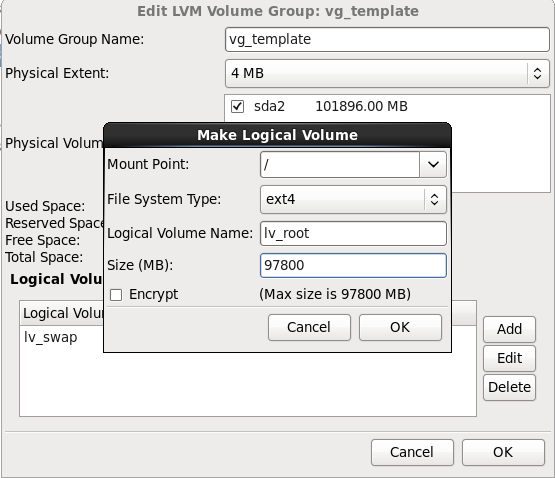 Edit LVM Volume Group: vg_template
Volume Group Name: vg_template
Physical Extent: 4 MB
sda2 101896.00 MB
Physical Volum
Make Logical Volume
Mount Point: /
File System Type: ext4
Logical Volume Name: lv_root
Size (MB): 97800
Encrypt (Max size is 97800 MB)
Cancel OK
Used Space:
Reserved Space
Free Space:
Total Space:
Logical Volu
Logical Volu
lv_swap
Add
Edit
Delete
Cancel OK